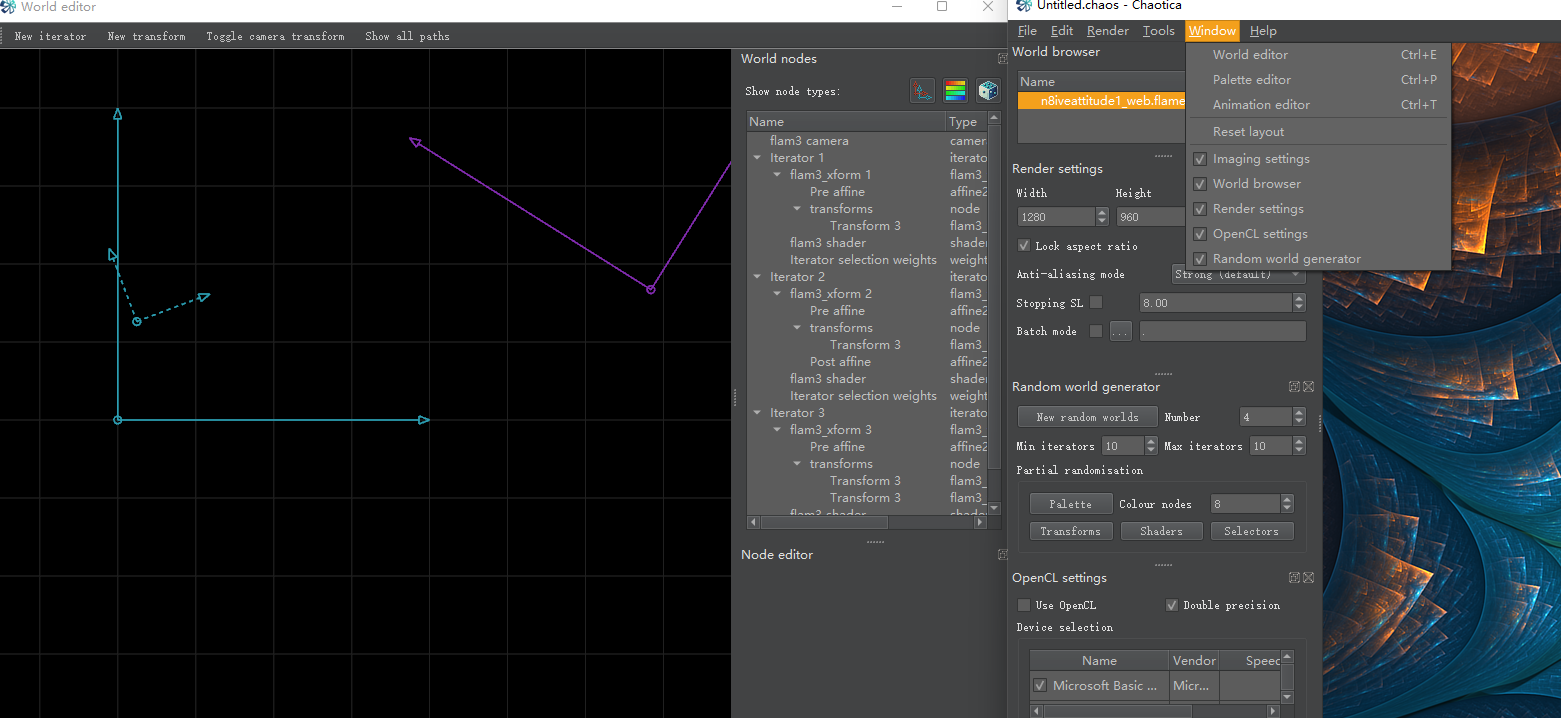 World editor
New iterator New transform Toggle camera transform Show all paths
World nodes
Show node types:
Name Type
flam3 camera camer
Iterator 1 iterato
flam3_xform 1 flam3_
Pre affine affine2
transforms node
Transform 3 flam3_
flam3 shader shade
Iterator selection weights weight
Iterator 2 iterato
flam3_xform 2 flam3_
Pre affine affine2
transforms node
Transform 3 flam3_
Post affine affine2
flam3 shader shade
Iterator selection weights weight
Iterator 3 iterato
flam3_xform 3 flam3_
Pre affine affine2
transforms node
Transform 3 flam3_
Transform 3 flam3_
flam3 shader shade
Node editor
Untitled.chaos - Chaotica
File Edit Render Tools Window Help
World browser
Name
n8iveattitude1_web.flame
World editor Ctrl+E
Palette editor Ctrl+P
Animation editor Ctrl+T
Reset layout
Imaging settings
World browser
Render settings
OpenCL settings
Random world generator
Render settings
Width Height
1280 960
Lock aspect ratio
Anti-aliasing mode Strong (default)
Stopping SL 8.00
Batch mode ... .
Random world generator
New random worlds Number 4
Min iterators 10 Max iterators 10
Partial randomisation
Palette Colour nodes 8
Transforms Shaders Selectors
OpenCL settings
Use OpenCL Double precision
Device selection
Name Vendor Speed
Microsoft Basic ... Micr...